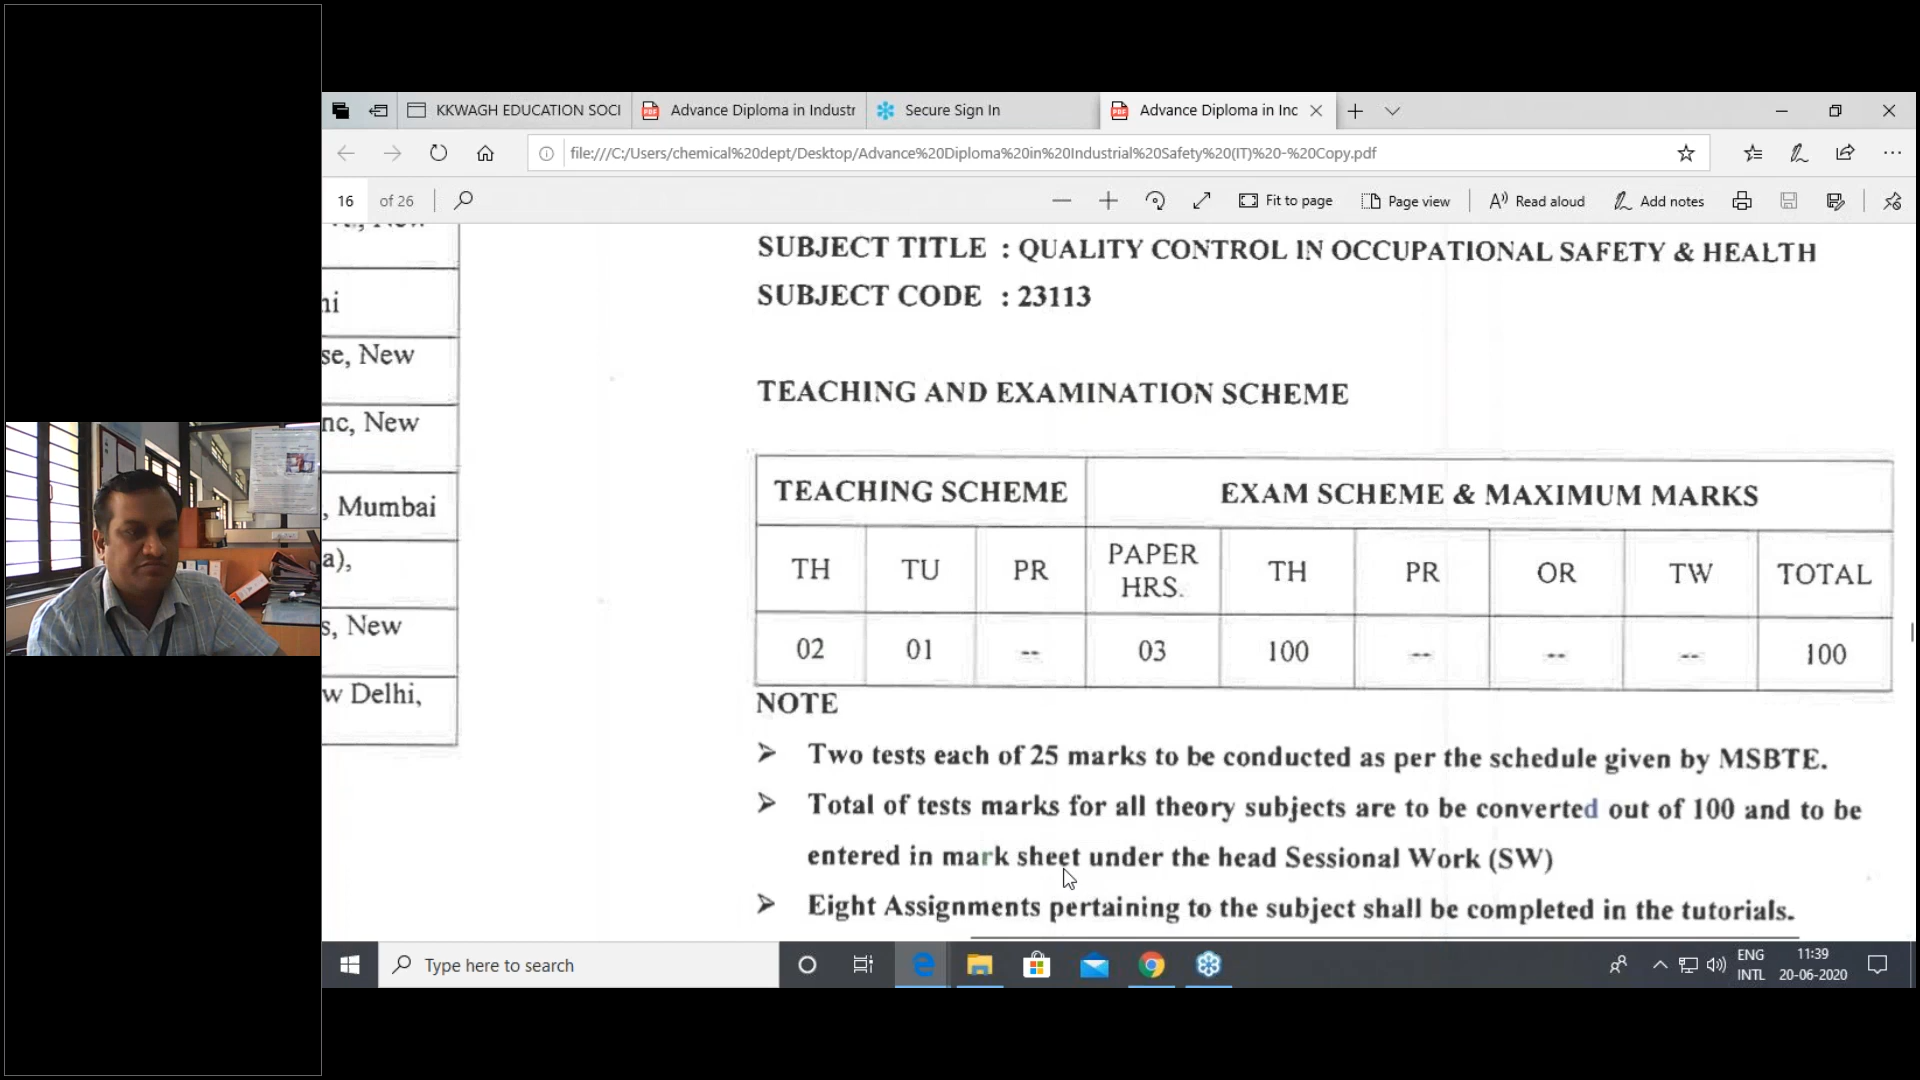 KKWAGH EDUCATION SOCI
Advance Diploma in Industr
Secure Sign In
Advance Diploma in Inc
file:///C:/Users/chemical%20dept/Desktop/Advance%20Diploma%20in%20Industrial%20Safety%20(IT)%20-%20Copy.pdf
16 of 26
Fit to page
Page view
Read aloud
Add notes
hi
se, New
nc, New
, Mumbai
a),
s, New
w Delhi,
SUBJECT TITLE : QUALITY CONTROL IN OCCUPATIONAL SAFETY & HEALTH
SUBJECT CODE : 23113
TEACHING AND EXAMINATION SCHEME
TEACHING SCHEME EXAM SCHEME & MAXIMUM MARKS
TH TU PR PAPER HRS. TH PR OR TW TOTAL
02 01 -- 03 100 -- -- -- 100
NOTE
➢ Two tests each of 25 marks to be conducted as per the schedule given by MSBTE.
➢ Total of tests marks for all theory subjects are to be converted out of 100 and to be
entered in mark sheet under the head Sessional Work (SW)
➢ Eight Assignments pertaining to the subject shall be completed in the tutorials.
Type here to search
ENG
INTL
11:39
20-06-2020